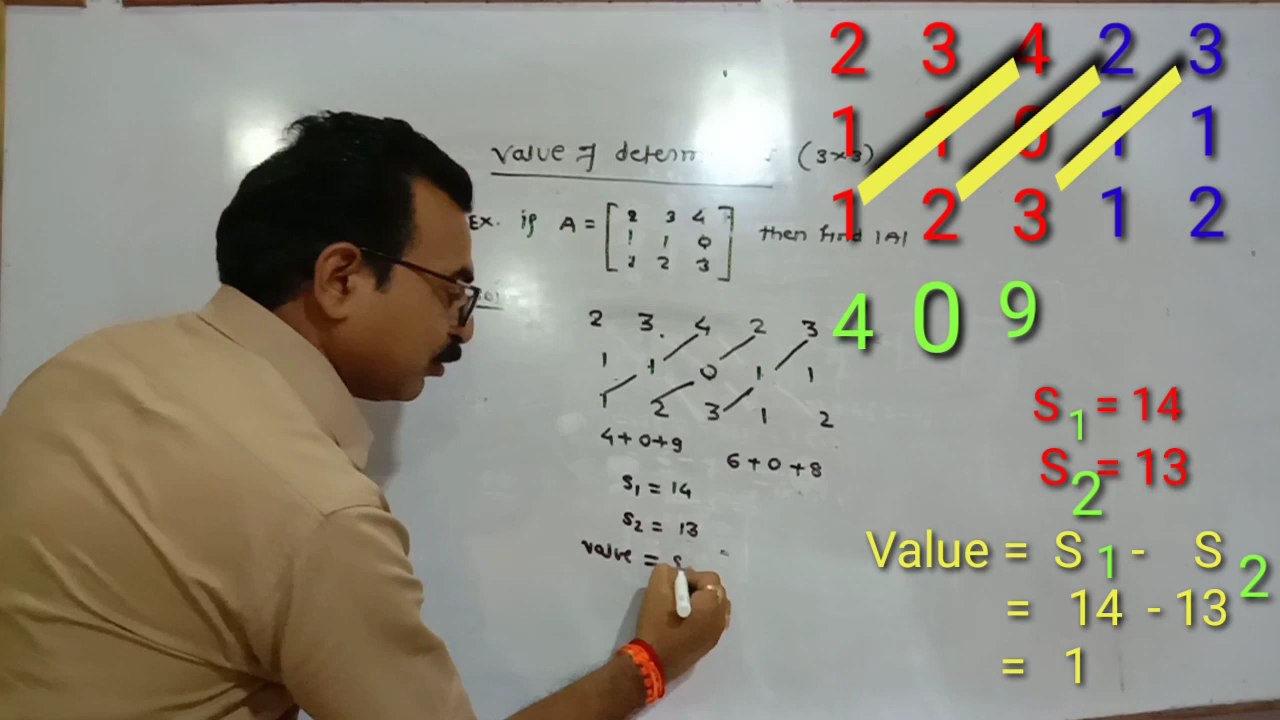 value of determ (3×3)
Ex. if A = [ 2 3 4
1 1 0
1 2 3 ] then find |A|
Sol
2 3 4 2 3
1 1 0 1 1
1 2 3 1 2
4+0+9
6+0+8
S1 = 14
S2 = 13
value = S
2 3 4 2 3
1 1 0 1 1
1 2 3 1 2
4 0 9
S1 = 14
S2 = 13
Value = S1 - S2
= 14 - 13
= 1